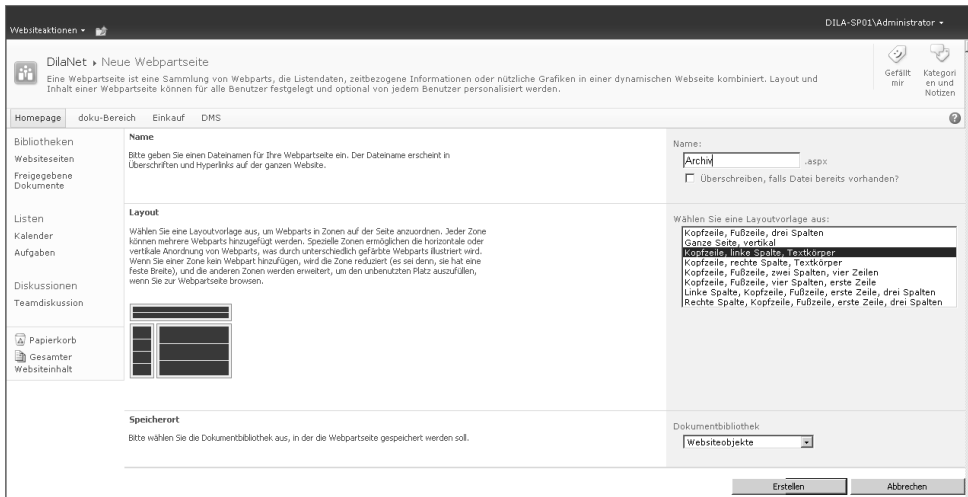 Websiteaktionen
DILA-SP01\Administrator
DilaNet ▸ Neue Webpartseite
Eine Webpartseite ist eine Sammlung von Webparts, die Listendaten, zeitbezogene Informationen oder nützliche Grafiken in einer dynamischen Webseite kombiniert. Layout und
Inhalt einer Webpartseite können für alle Benutzer festgelegt und optional von jedem Benutzer personalisiert werden.
Gefällt
mir
Kategori
en und
Notizen
Homepage doku-Bereich Einkauf DMS
Bibliotheken
Websiteseiten
Freigegebene
Dokumente
Listen
Kalender
Aufgaben
Diskussionen
Teamdiskussion
Papierkorb
Gesamter
Websiteinhalt
Name
Bitte geben Sie einen Dateinamen für Ihre Webpartseite ein. Der Dateiname erscheint in
Überschriften und Hyperlinks auf der ganzen Website.
Name:
Archiv .aspx
Überschreiben, falls Datei bereits vorhanden?
Layout
Wählen Sie eine Layoutvorlage aus, um Webparts in Zonen auf der Seite anzuordnen. Jeder Zone
können mehrere Webparts hinzugefügt werden. Spezielle Zonen ermöglichen die horizontale oder
vertikale Anordnung von Webparts, was durch unterschiedlich gefärbte Webparts illustriert wird.
Wenn Sie einer Zone kein Webpart hinzufügen, wird die Zone reduziert (es sei denn, sie hat eine
feste Breite), und die anderen Zonen werden erweitert, um den unbenutzten Platz auszufüllen,
wenn Sie zur Webpartseite browsen.
Wählen Sie eine Layoutvorlage aus:
Kopfzeile, Fußzeile, drei Spalten
Ganze Seite, vertikal
Kopfzeile, linke Spalte, Textkörper
Kopfzeile, rechte Spalte, Textkörper
Kopfzeile, Fußzeile, zwei Spalten, vier Zeilen
Kopfzeile, Fußzeile, vier Spalten, erste Zeile
Linke Spalte, Kopfzeile, Fußzeile, erste Zeile, drei Spalten
Rechte Spalte, Kopfzeile, Fußzeile, erste Zeile, drei Spalten
Speicherort
Bitte wählen Sie die Dokumentbibliothek aus, in der die Webpartseite gespeichert werden soll.
Dokumentbibliothek
Websiteobjekte
Erstellen Abbrechen